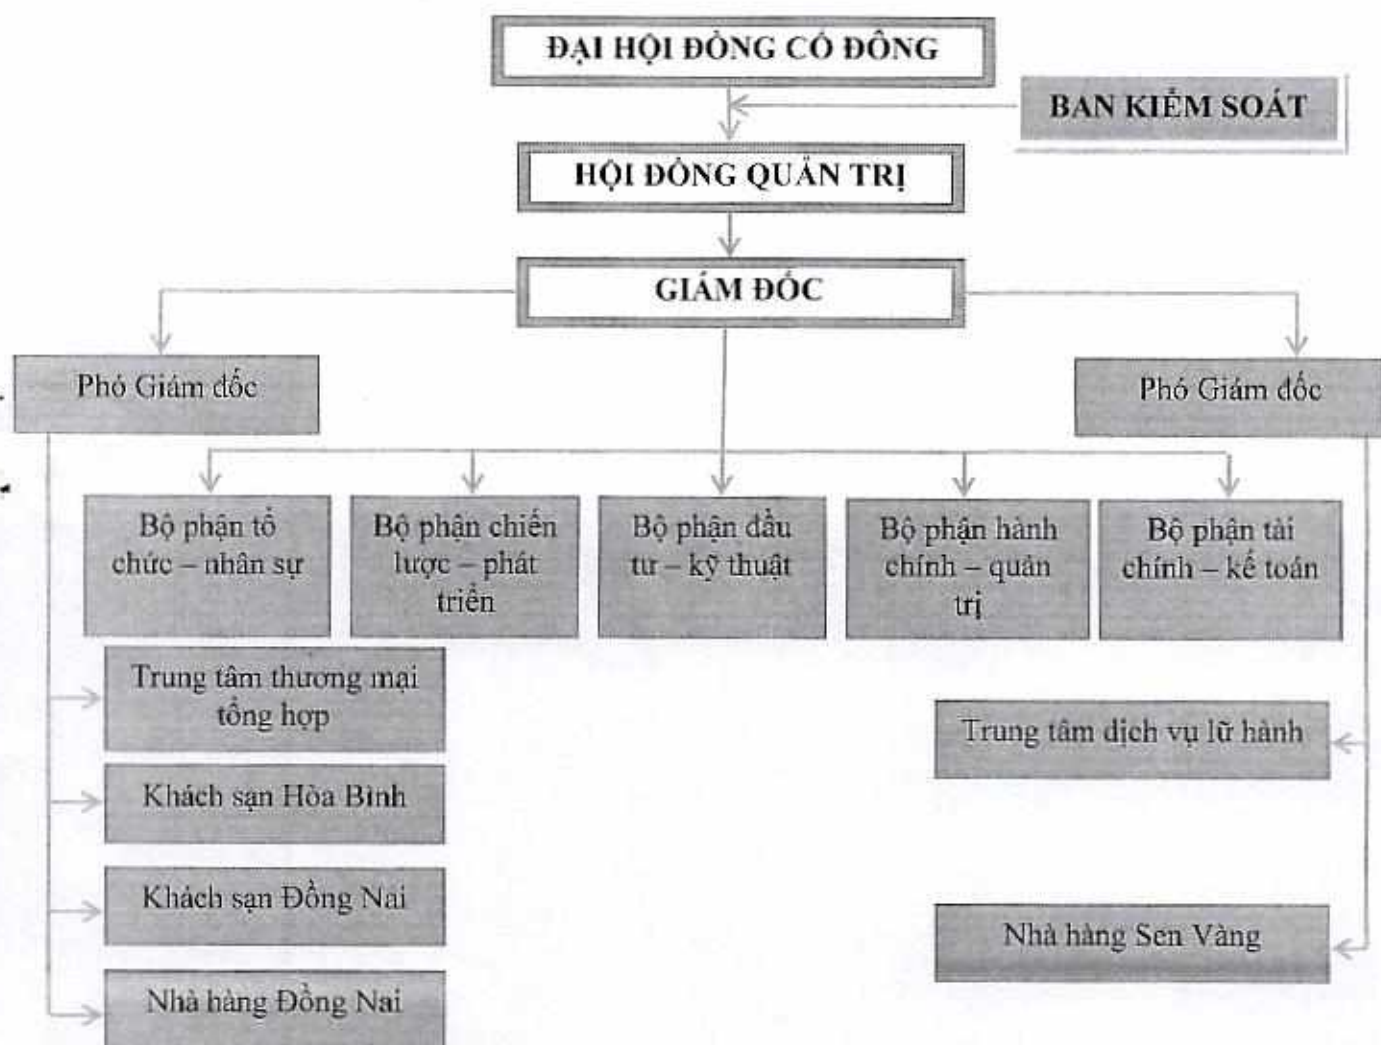 ĐẠI HỘI ĐỒNG CỔ ĐÔNG
BAN KIỂM SOÁT
HỘI ĐỒNG QUẢN TRỊ
GIÁM ĐỐC
Phó Giám đốc
Phó Giám đốc
Bộ phận tổ
chức – nhân sự
Bộ phận chiến
lược – phát
triển
Bộ phận đầu
tư – kỹ thuật
Bộ phận hành
chính – quản
trị
Bộ phận tài
chính – kế toán
Trung tâm thương mại
tổng hợp
Khách sạn Hòa Bình
Khách sạn Đồng Nai
Nhà hàng Đồng Nai
Trung tâm dịch vụ lữ hành
Nhà hàng Sen Vàng